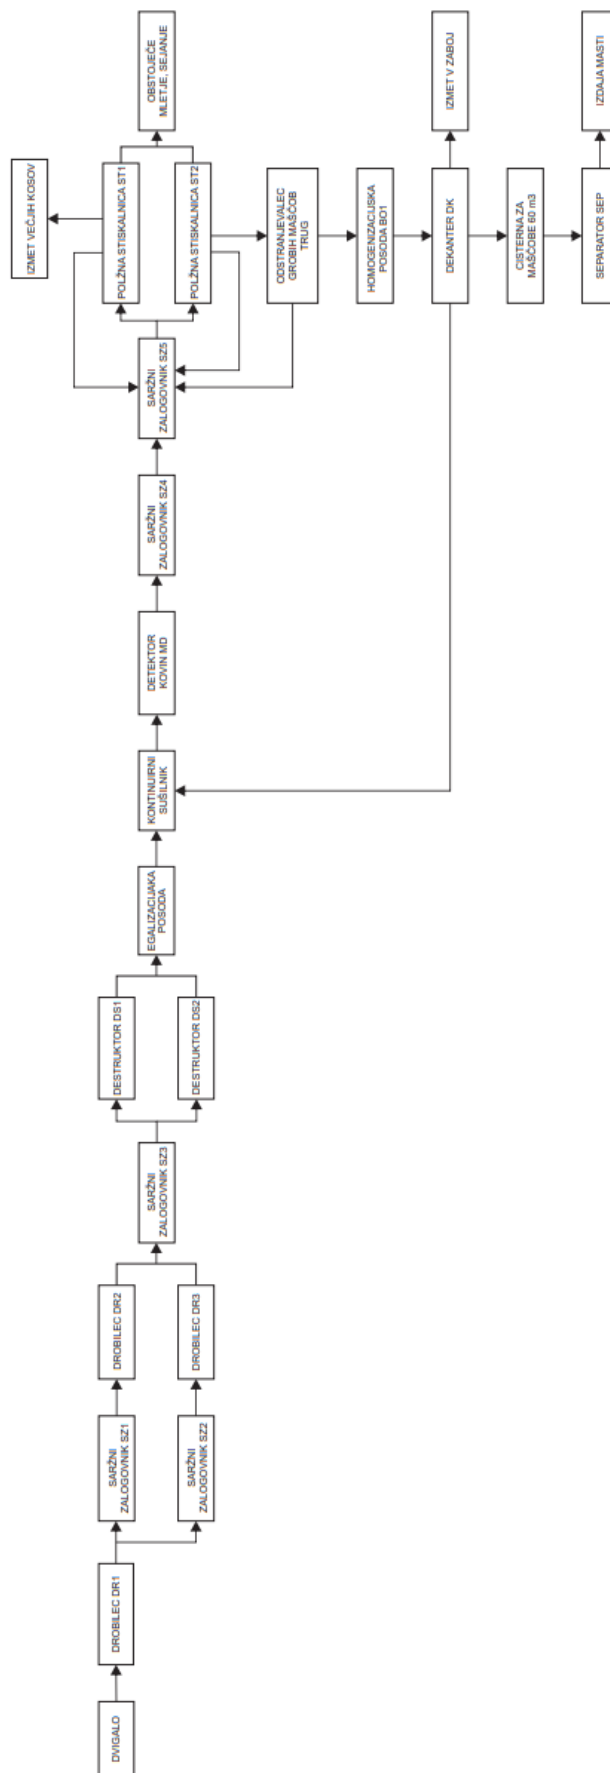 DVIGALO
DROBILEC DR1
SARŽNI
ZALOGOVNIK SZ1
SARŽNI
ZALOGOVNIK SZ2
DROBILEC DR2
DROBILEC DR3
SARŽNI
ZALOGOVNIK SZ3
DESTRUKTOR DS1
DESTRUKTOR DS2
EGALIZACIJAKA
POSODA
KONTINUIRNI
SUŠILNIK
DETEKTOR
KOVIN MD
SARŽNI
ZALOGOVNIK SZ4
SARŽNI
ZALOGOVNIK SZ5
POLŽNA STISKALNICA ST1
POLŽNA STISKALNICA ST2
IZMET VEČJIH KOSOV
OBSTOJEČE
MLETJE, SEJANJE
ODSTRANJEVALEC
GROBIH MAŠČOB
TRUG
HOMOGENIZACIJSKA
POSODA BO1
DEKANTER DK
IZMET V ZABOJ
CISTERNA ZA
MAŠČOBE 60 m3
SEPARATOR SEP
IZDAJA MASTI